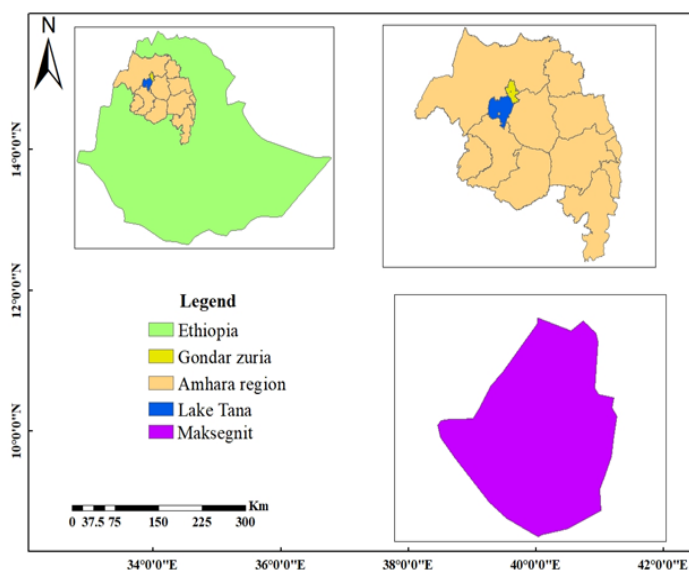 N
14°0'0"N
12°0'0"N
10°0'0"N
Legend
Ethiopia
Gondar zuria
Amhara region
Lake Tana
Maksegnit
Km
0 37.5 75 150 225 300
34°0'0"E 36°0'0"E 38°0'0"E 40°0'0"E 42°0'0"E